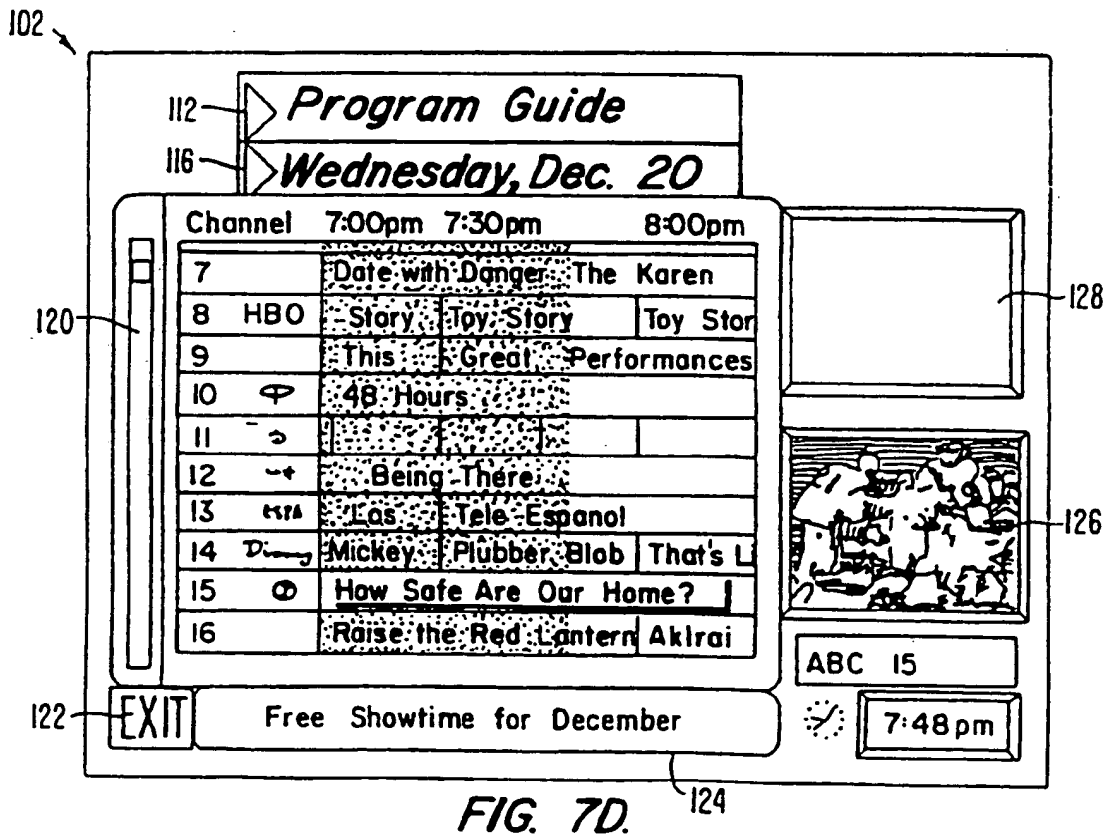 102
112 Program Guide
116 Wednesday, Dec. 20
Channel 7:00pm 7:30pm 8:00pm
7 Date with Danger The Karen
8 HBO Story Toy Story Toy Stor
9 This Great Performances
10 48 Hours
11
12 Being There
13 Las Tele Espanol
14 Mickey Plubber Blob That's Li
15 How Safe Are Our Home?
16 Raise the Red Lantern Aklrai
120
128
126
ABC 15
122 EXIT Free Showtime for December
7:48pm
124
FIG. 7D.